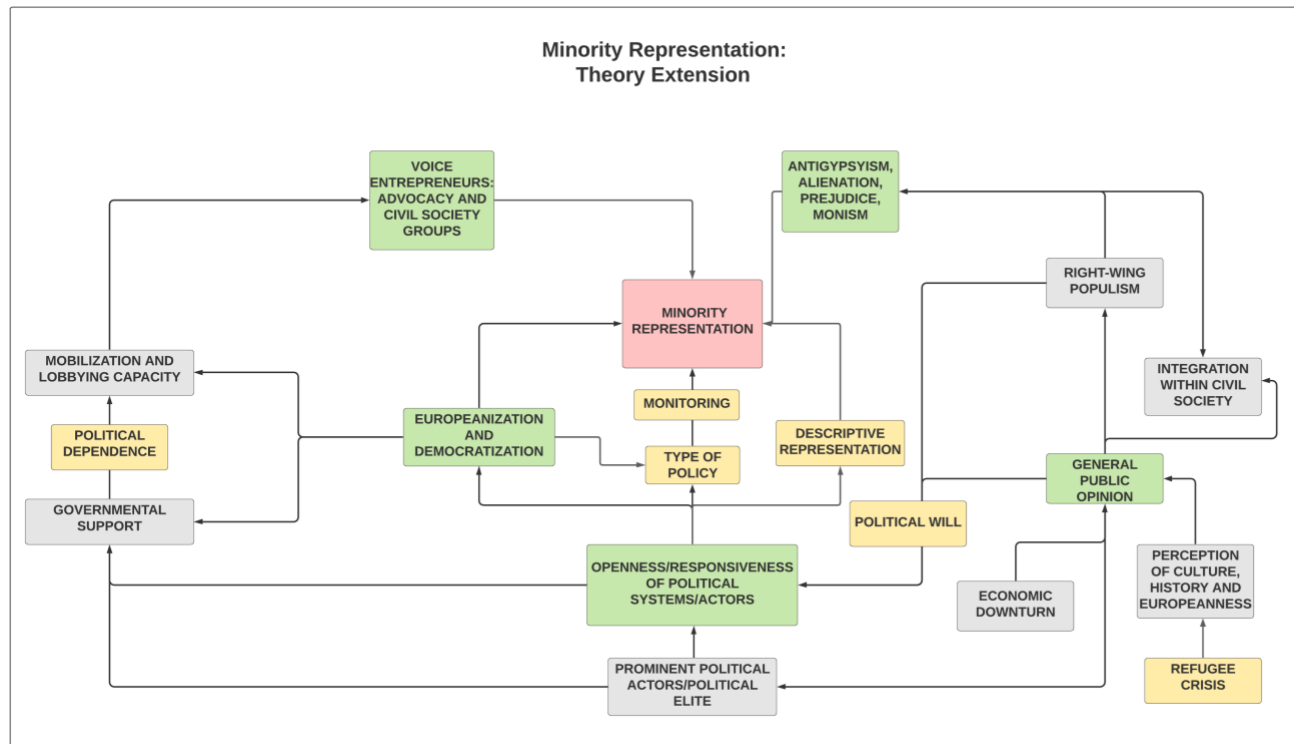 Minority Representation:
Theory Extension
VOICE
ENTREPRENEURS:
ADVOCACY AND
CIVIL SOCIETY
GROUPS
ANTIGYPSYISM,
ALIENATION,
PREJUDICE,
MONISM
RIGHT-WING
POPULISM
MINORITY
REPRESENTATION
MOBILIZATION AND
LOBBYING CAPACITY
INTEGRATION
WITHIN CIVIL
SOCIETY
MONITORING
EUROPEANIZATION
AND
DEMOCRATIZATION
POLITICAL
DEPENDENCE
DESCRIPTIVE
REPRESENTATION
TYPE OF
POLICY
GENERAL
PUBLIC
OPINION
GOVERNMENTAL
SUPPORT
POLITICAL WILL
OPENNESS/RESPONSIVENESS
OF POLITICAL
SYSTEMS/ACTORS
PERCEPTION
OF CULTURE,
HISTORY AND
EUROPEANNESS
ECONOMIC
DOWNTURN
PROMINENT POLITICAL
ACTORS/POLITICAL
ELITE
REFUGEE
CRISIS